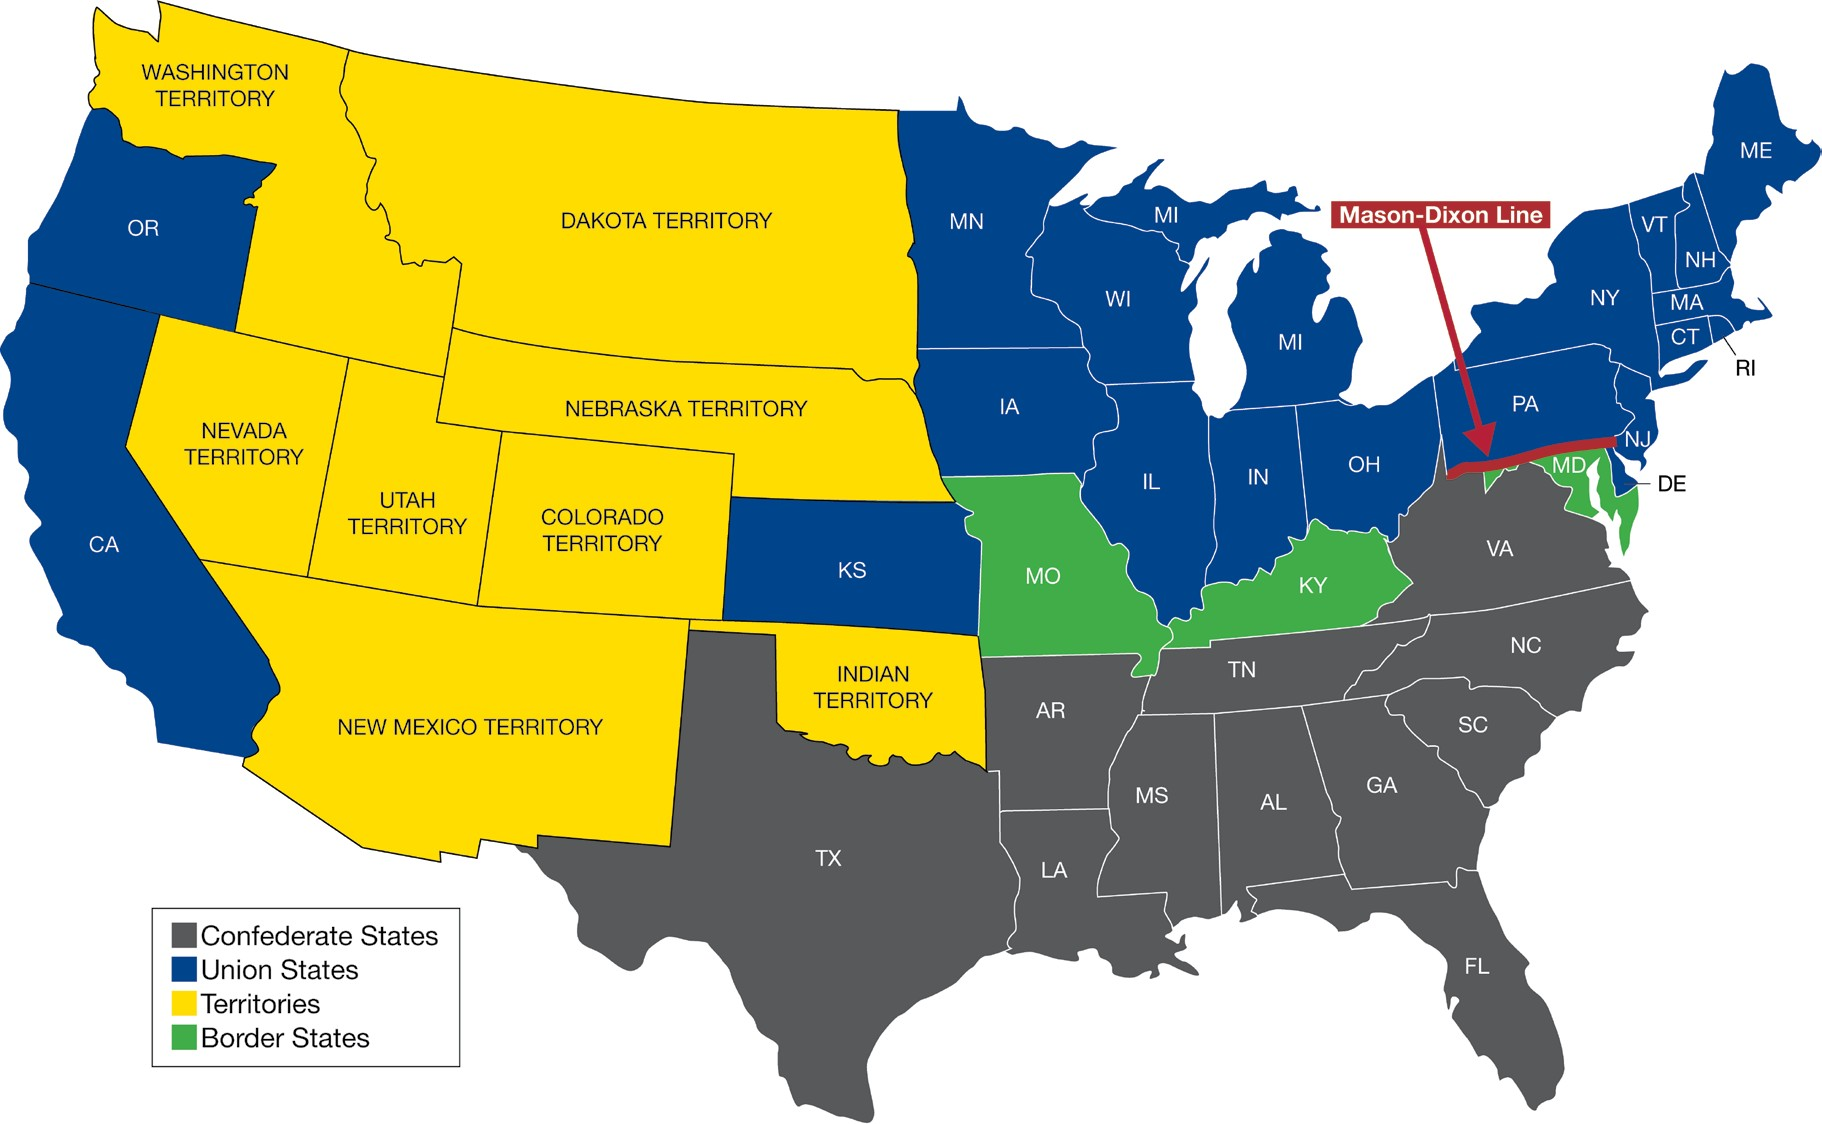 WASHINGTON
TERRITORY
OR
DAKOTA TERRITORY
MN
MI
WI
MI
Mason-Dixon Line
ME
VT
NH
NY
MA
CT
RI
NEVADA
TERRITORY
NEBRASKA TERRITORY
IA
PA
NJ
UTAH
TERRITORY
COLORADO
TERRITORY
IL
IN
OH
MD
DE
CA
KS
MO
KY
VA
NEW MEXICO TERRITORY
INDIAN
TERRITORY
AR
TN
NC
SC
TX
LA
MS
AL
GA
FL
Confederate States
Union States
Territories
Border States